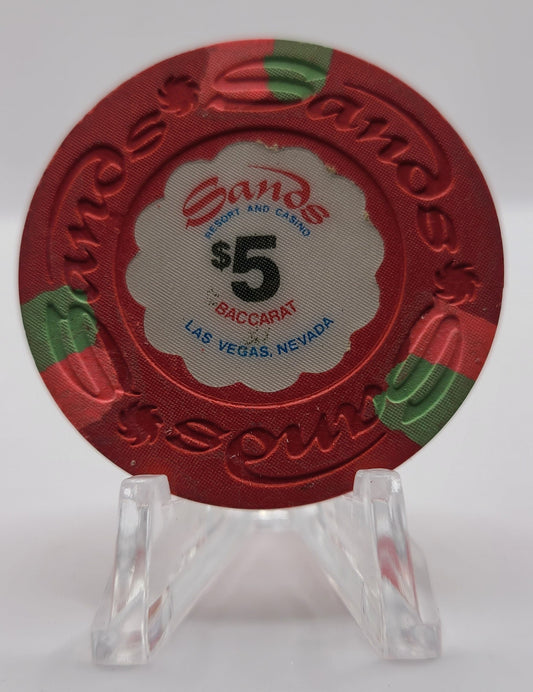 Sands
RESORT AND CASINO
$5
BACCARAT
LAS VEGAS, NEVADA
Sands
Sands
Sands